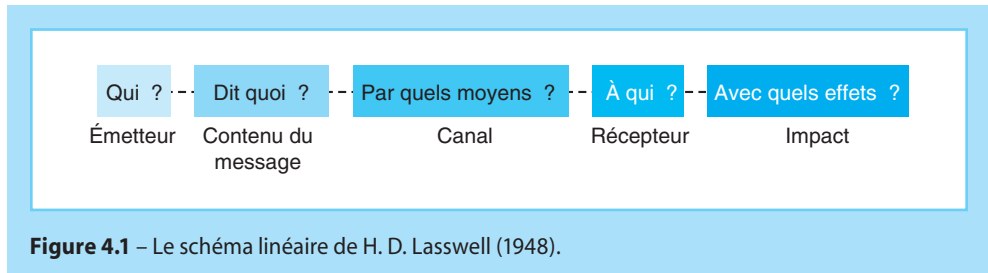 Qui ? Dit quoi ? Par quels moyens ? À qui ? Avec quels effets ?
Émetteur Contenu du message Canal Récepteur Impact
Figure 4.1 – Le schéma linéaire de H. D. Lasswell (1948).